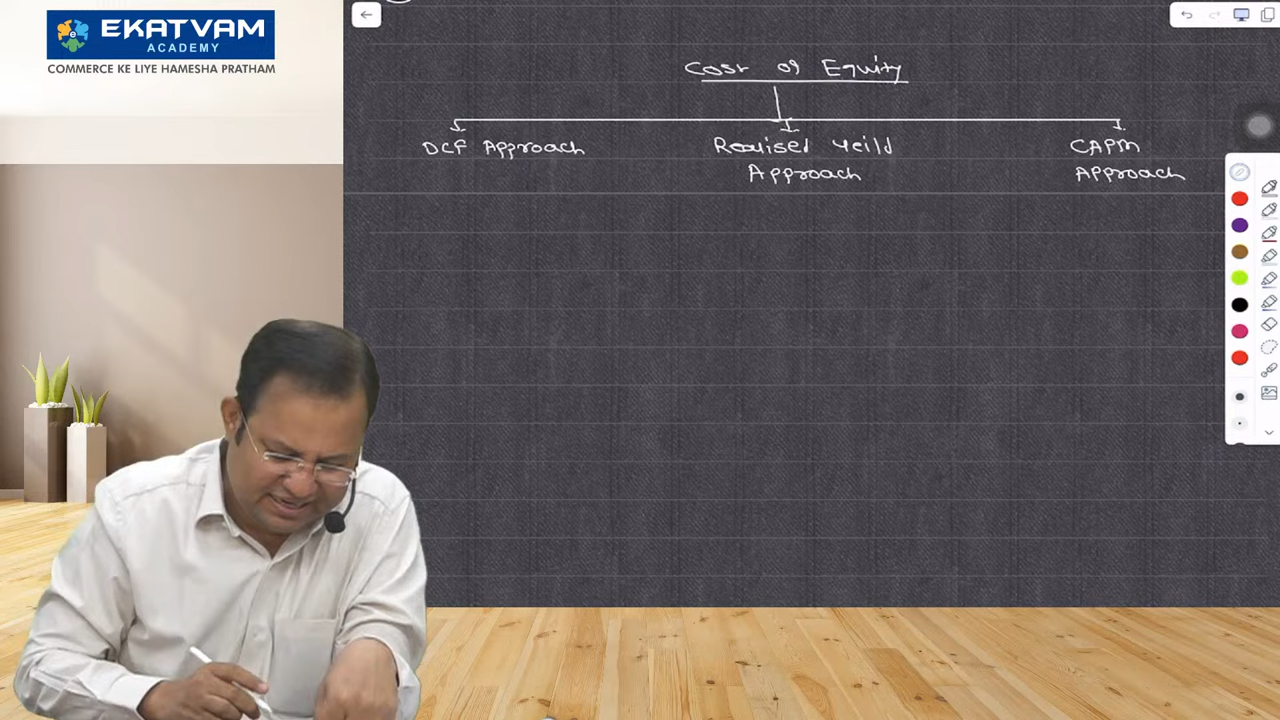 EKATVAM
ACADEMY
COMMERCE KE LIYE HAMESHA PRATHAM
Cost of Equity
DCF Approach
Realised Yeild
Approach
CAPM
Approach